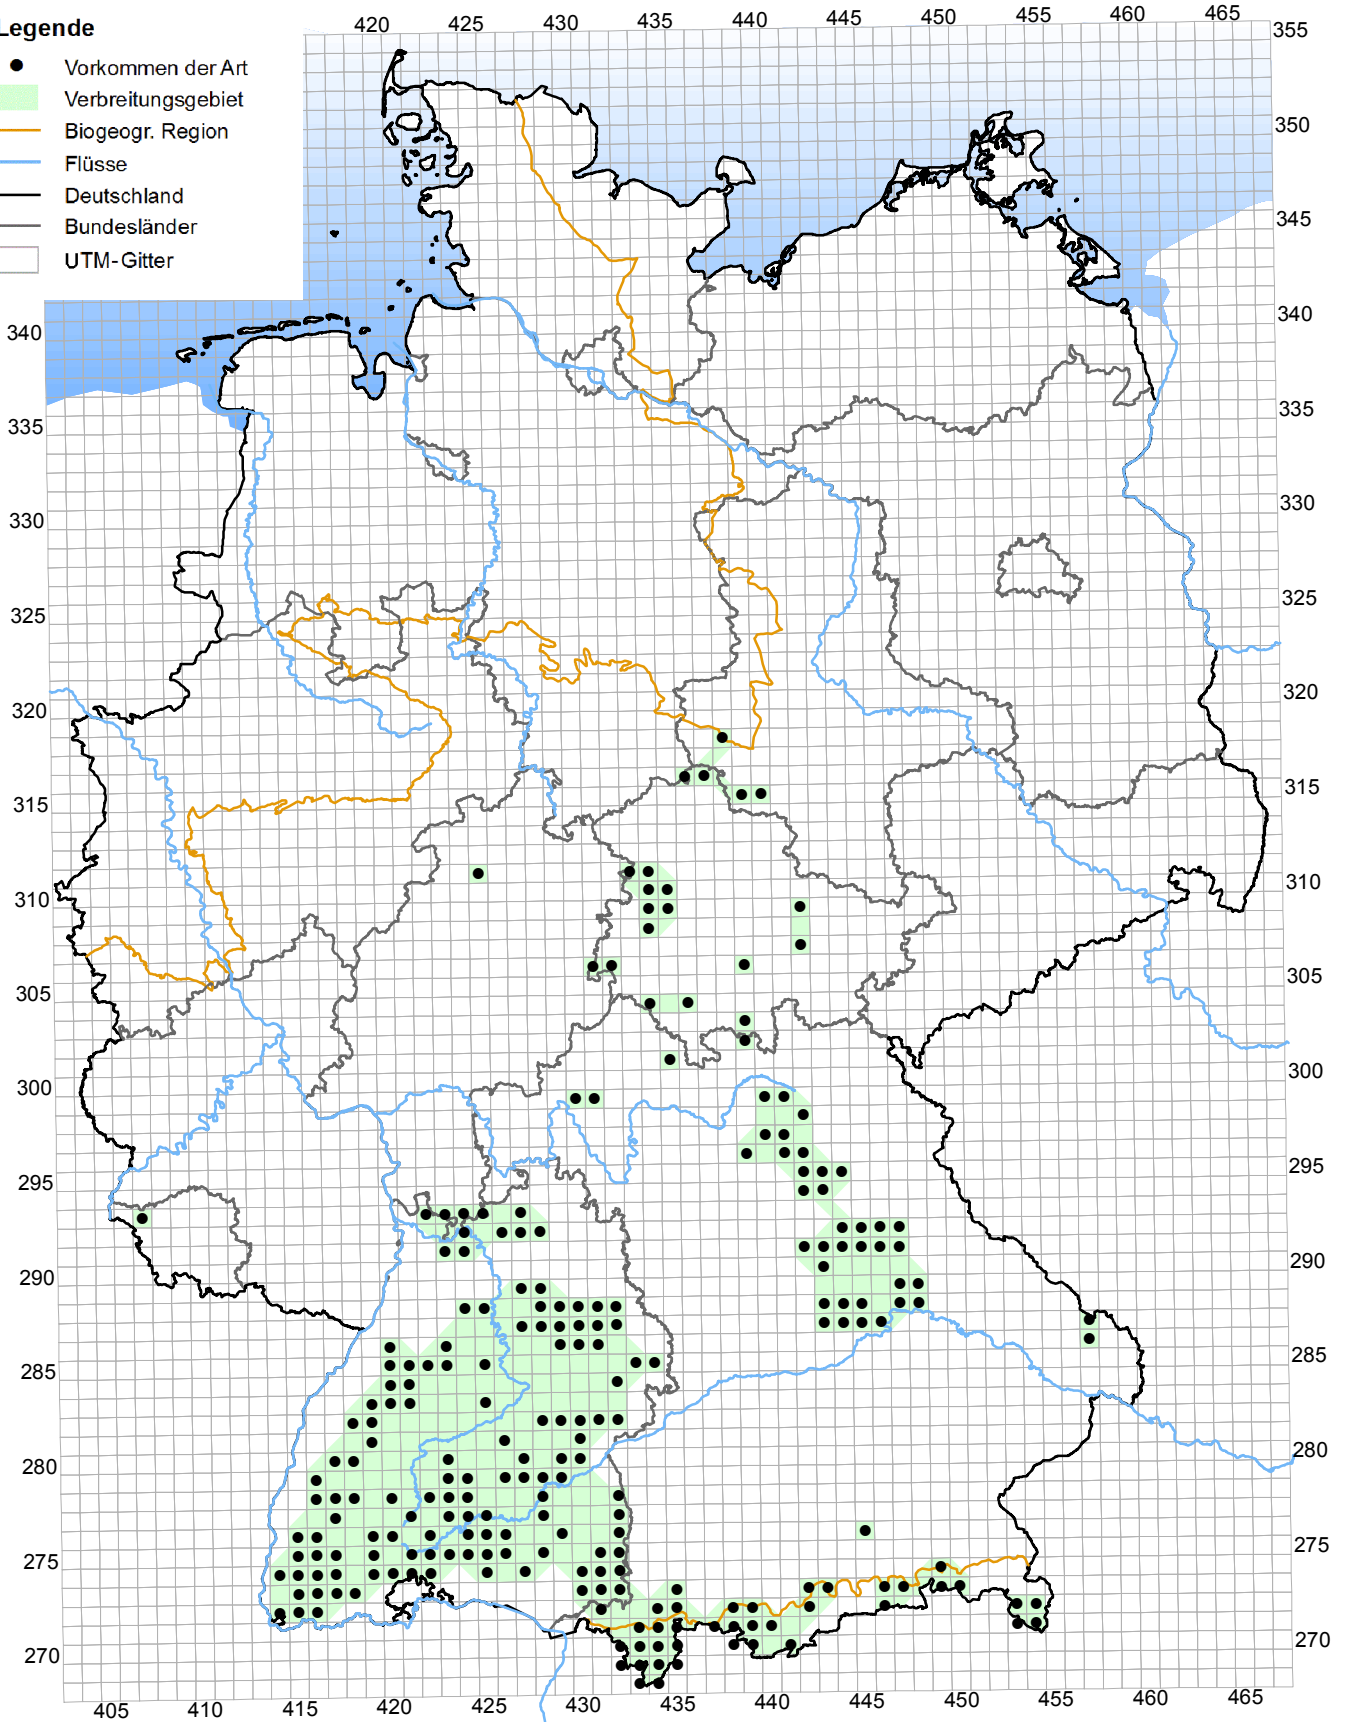 Legende
Vorkommen der Art
Verbreitungsgebiet
Biogeogr. Region
Flüsse
Deutschland
Bundesländer
UTM-Gitter
420 425 430 435 440 445 450 455 460 465
355
350
345
340 340
335 335
330 330
325 325
320 320
315 315
310 310
305 305
300 300
295 295
290 290
285 285
280 280
275 275
270 270
405 410 415 420 425 430 435 440 445 450 455 460 465